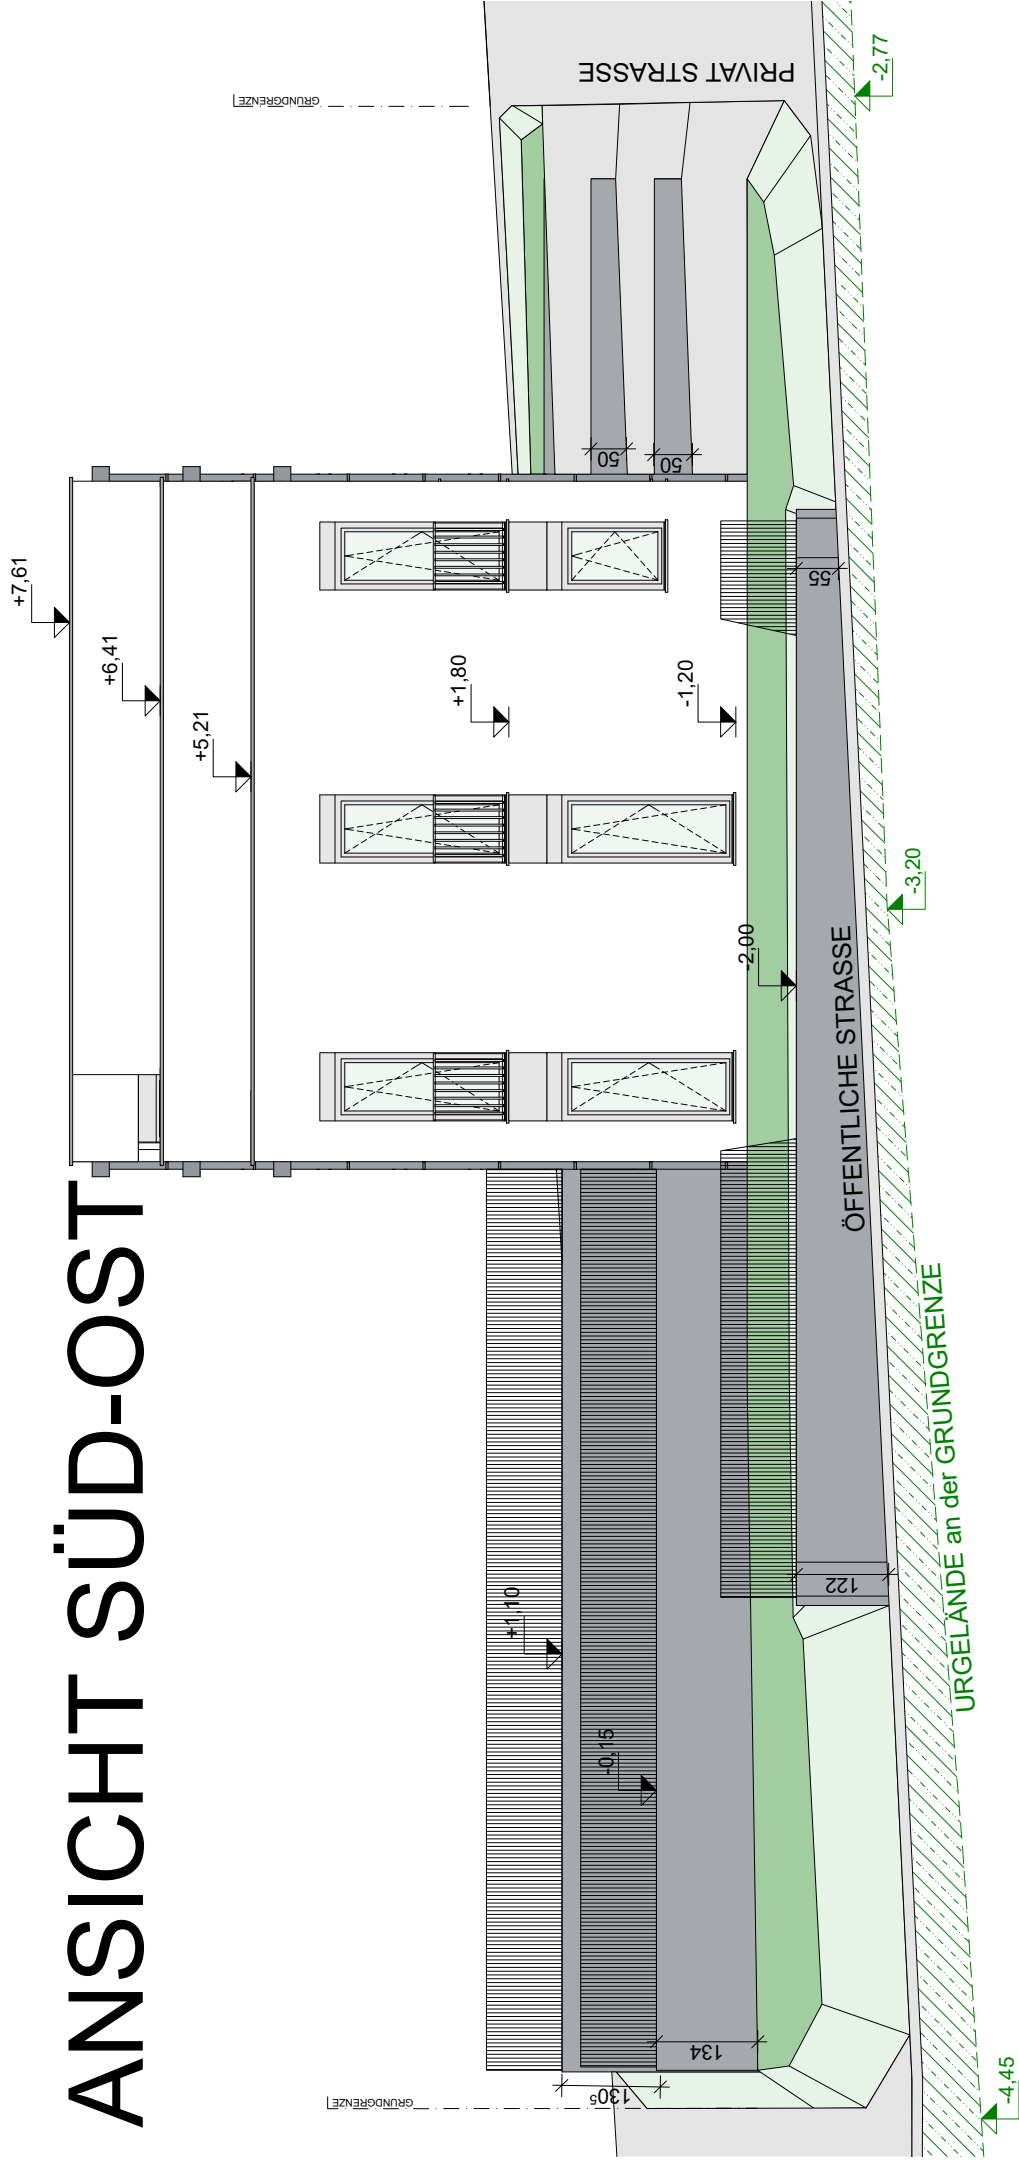 ANSICHT SÜD-OST
+7,61
+6,41
+5,21
+1,80
-1,20
-2,00
+1,10
-0,15
GRUNDGRENZE
GRUNDGRENZE
PRIVAT STRASSE
ÖFFENTLICHE STRASSE
50
50
55
122
134
130⁵
URGELÄNDE an der GRUNDGRENZE
-4,45
-3,20
-2,77